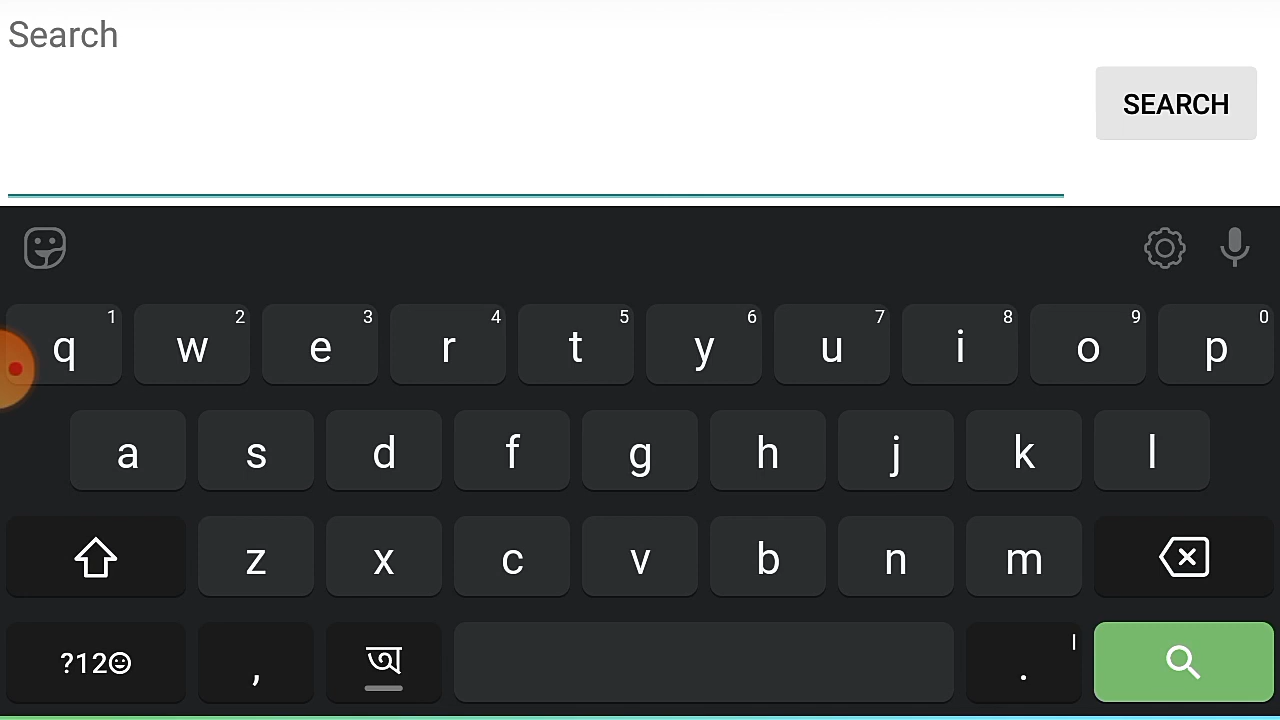 Search
SEARCH
q 1 w 2 e 3 r 4 t 5 y 6 u 7 i 8 o 9 p 0
a s d f g h j k l
z x c v b n m
?12☺ , অ . |